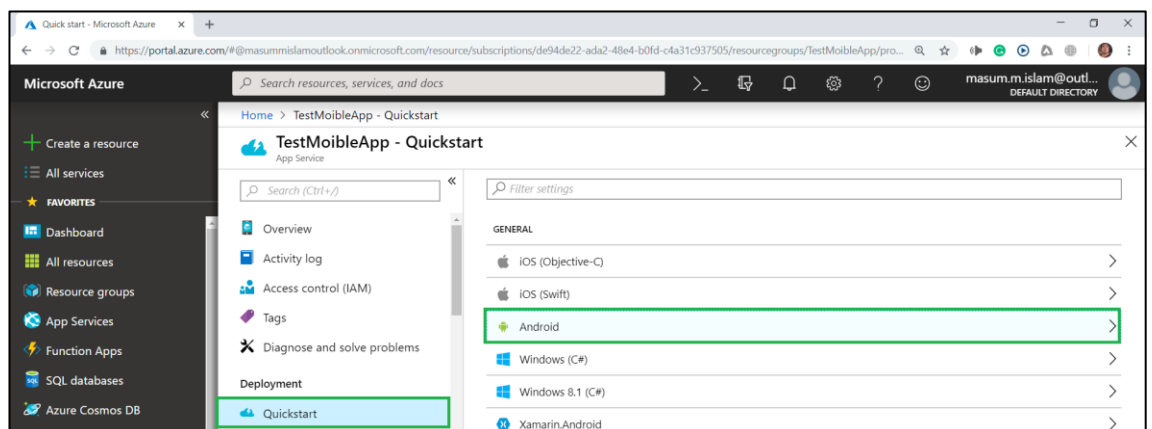 Quick start - Microsoft Azure
https://portal.azure.com/#@masummislamoutlook.onmicrosoft.com/resource/subscriptions/de94de22-ada2-48e4-b0fd-c4a31c937505/resourcegroups/TestMoibleApp/pro...
Microsoft Azure
Search resources, services, and docs
masum.m.islam@outl...
DEFAULT DIRECTORY
Create a resource
All services
FAVORITES
Dashboard
All resources
Resource groups
App Services
Function Apps
SQL databases
Azure Cosmos DB
Home > TestMoibleApp - Quickstart
TestMoibleApp - Quickstart
App Service
Search (Ctrl+/)
Overview
Activity log
Access control (IAM)
Tags
Diagnose and solve problems
Deployment
Quickstart
Filter settings
GENERAL
iOS (Objective-C)
iOS (Swift)
Android
Windows (C#)
Windows 8.1 (C#)
Xamarin.Android